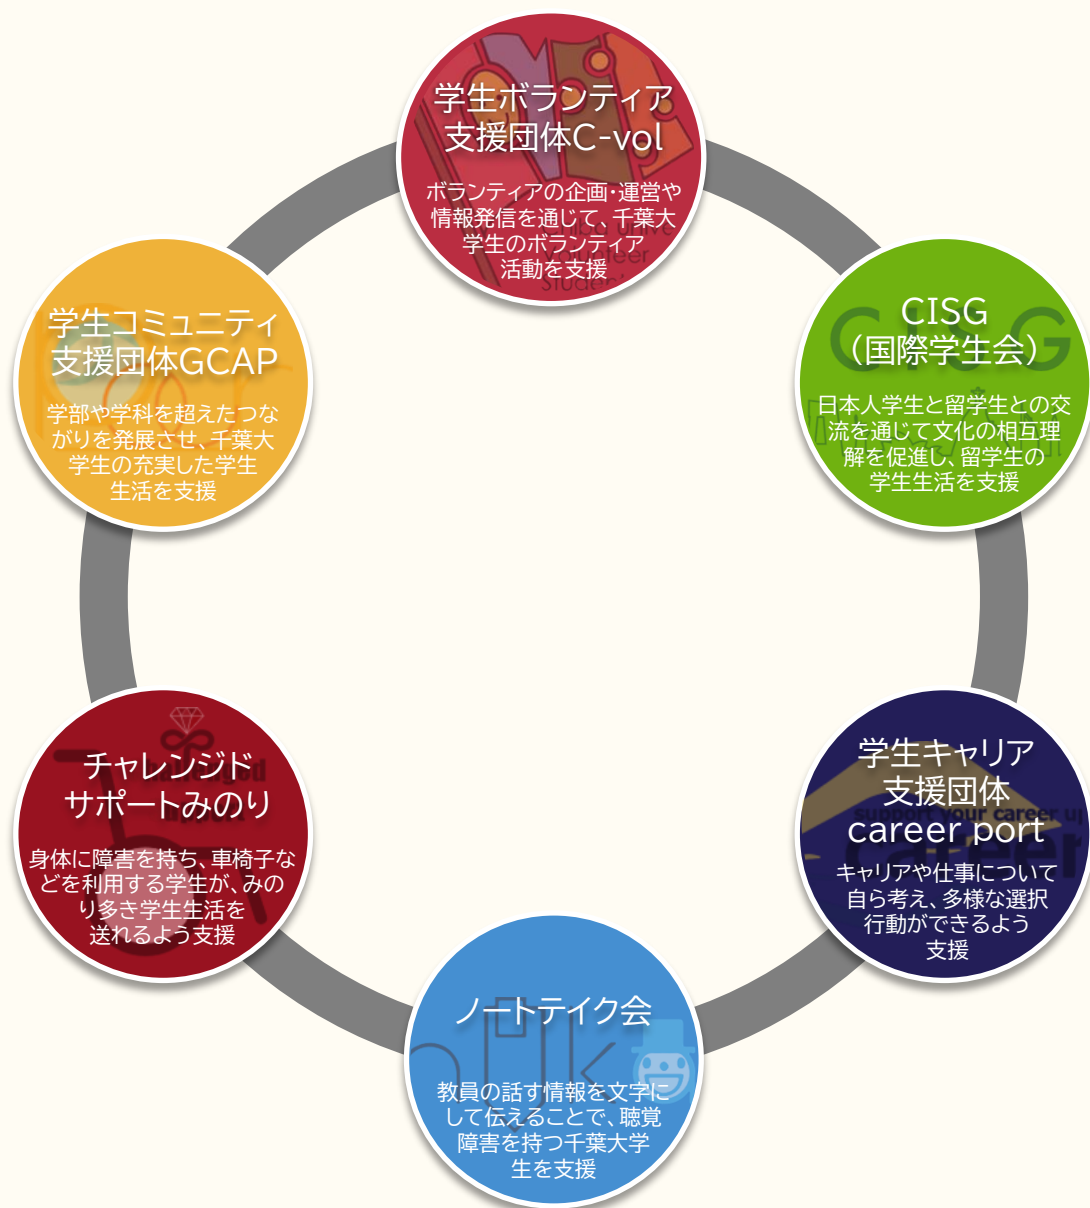 学生ボランティア
支援団体C-vol
ボランティアの企画・運営や
情報発信を通じて、千葉大
学生のボランティア
活動を支援
Chiba Unive
Volunteer
Student
CISG
（国際学生会）
CISG
日本人学生と留学生との交
流を通じて文化の相互理
解を促進し、留学生の
学生生活を支援
学生キャリア
支援団体
career port
support your career up
career
キャリアや仕事について
自ら考え、多様な選択
行動ができるよう
支援
ノートテイク会
教員の話す情報を文字に
して伝えることで、聴覚
障害を持つ千葉大学
生を支援
チャレンジド
サポートみのり
身体に障害を持ち、車椅子な
どを利用する学生が、みの
り多き学生生活を
送れるよう支援
学生コミュニティ
支援団体GCAP
学部や学科を超えたつな
がりを発展させ、千葉大
学生の充実した学生
生活を支援